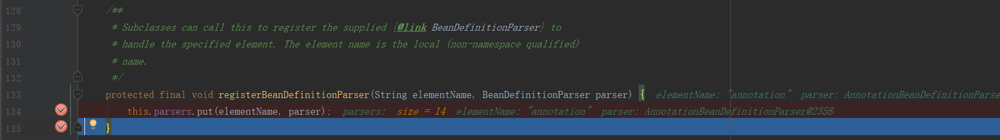 128 /**
129 * Subclasses can call this to register the supplied {@link BeanDefinitionParser} to
130 * handle the specified element. The element name is the local (non-namespace qualified)
131 * name.
132 */
133 protected final void registerBeanDefinitionParser(String elementName, BeanDefinitionParser parser) { elementName: "annotation" parser: AnnotationBeanDefinitionParse
134 this.parsers.put(elementName, parser); parsers: size = 14 elementName: "annotation" parser: AnnotationBeanDefinitionParser@2358
135 }